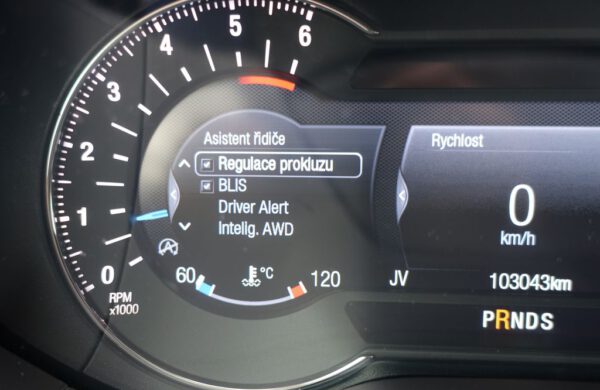 0
1
2
3
4
5
6
RPM
x1000
Asistent řidiče
Regulace prokluzu
BLIS
Driver Alert
Intelig. AWD
60
°C
120
Rychlost
0
km/h
JV
103043km
PRNDS